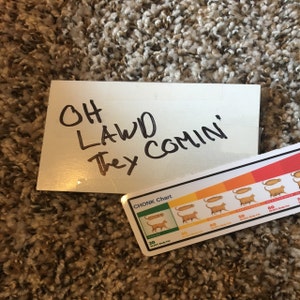 OH
LAWD
They COMIN'
CHONK Chart